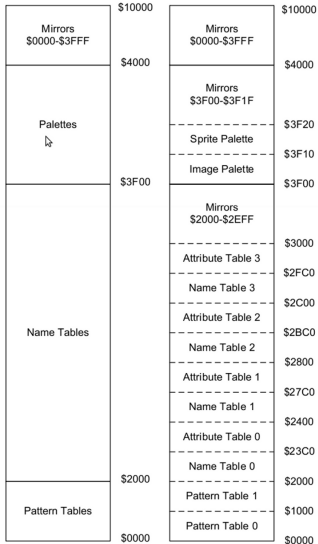 $10000
Mirrors
$0000-$3FFF
$4000
Palettes
$3F00
Name Tables
$2000
Pattern Tables
$0000
$10000
Mirrors
$0000-$3FFF
$4000
Mirrors
$3F00-$3F1F
$3F20
Sprite Palette
$3F10
Image Palette
$3F00
Mirrors
$2000-$2EFF
$3000
Attribute Table 3
$2FC0
Name Table 3
$2C00
Attribute Table 2
$2BC0
Name Table 2
$2800
Attribute Table 1
$27C0
Name Table 1
$2400
Attribute Table 0
$23C0
Name Table 0
$2000
Pattern Table 1
$1000
Pattern Table 0
$0000